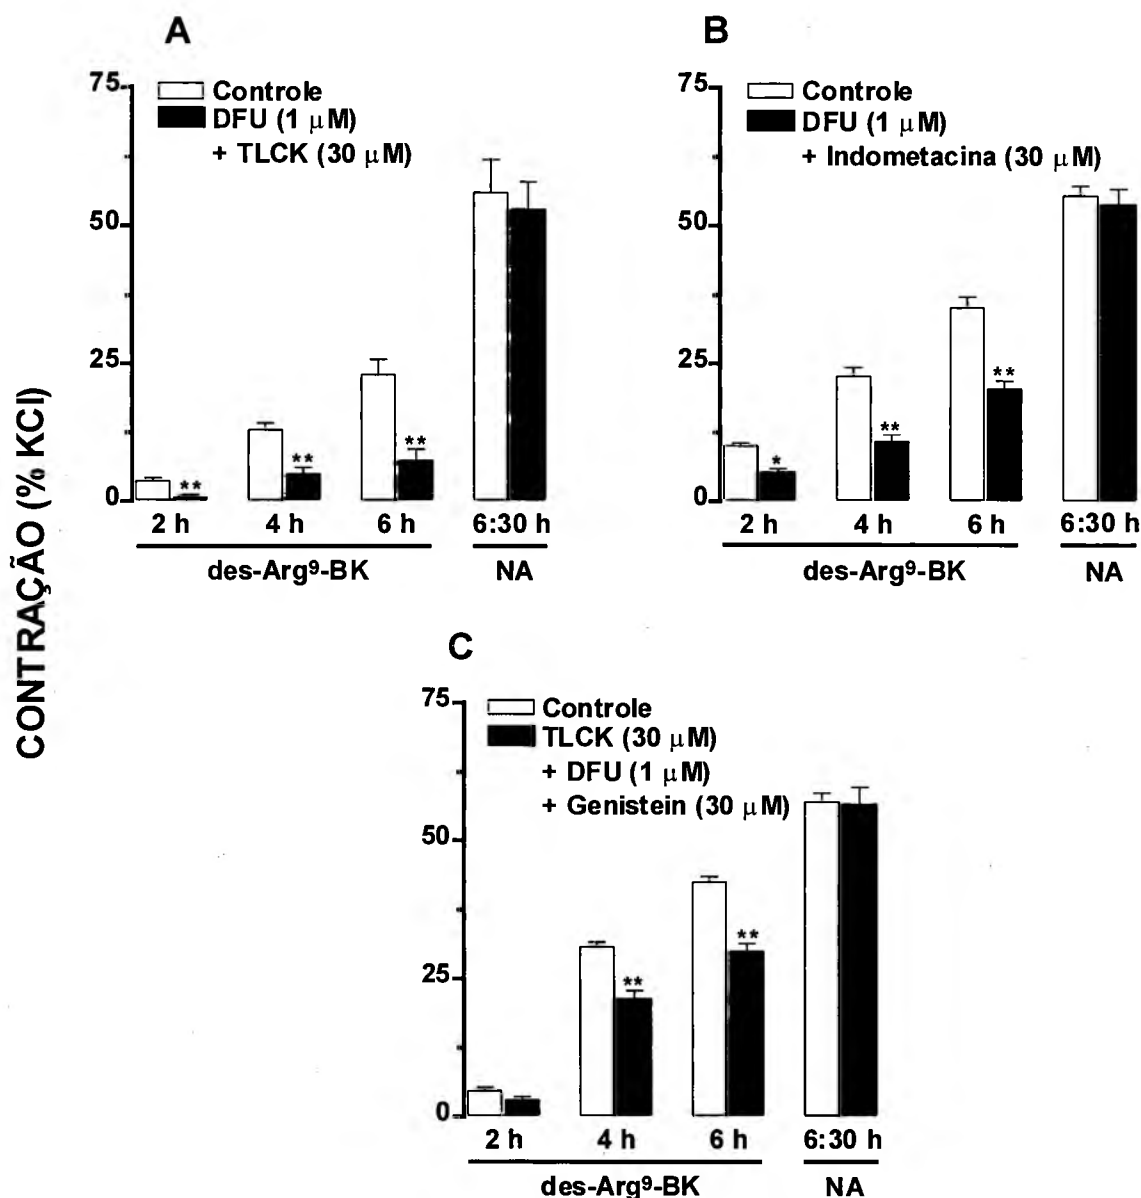 A
75
Controle
DFU (1 μM)
+ TLCK (30 μM)
50
25
**
**
**
0
2 h 4 h 6 h 6:30 h
des-Arg⁹-BK NA
B
75
Controle
DFU (1 μM)
+ Indometacina (30 μM)
50
25
*
**
**
0
2 h 4 h 6 h 6:30 h
des-Arg⁹-BK NA
CONTRAÇÃO (% KCl)
C
75
Controle
TLCK (30 μM)
+ DFU (1 μM)
+ Genistein (30 μM)
50
25
**
**
0
2 h 4 h 6 h 6:30 h
des-Arg⁹-BK NA